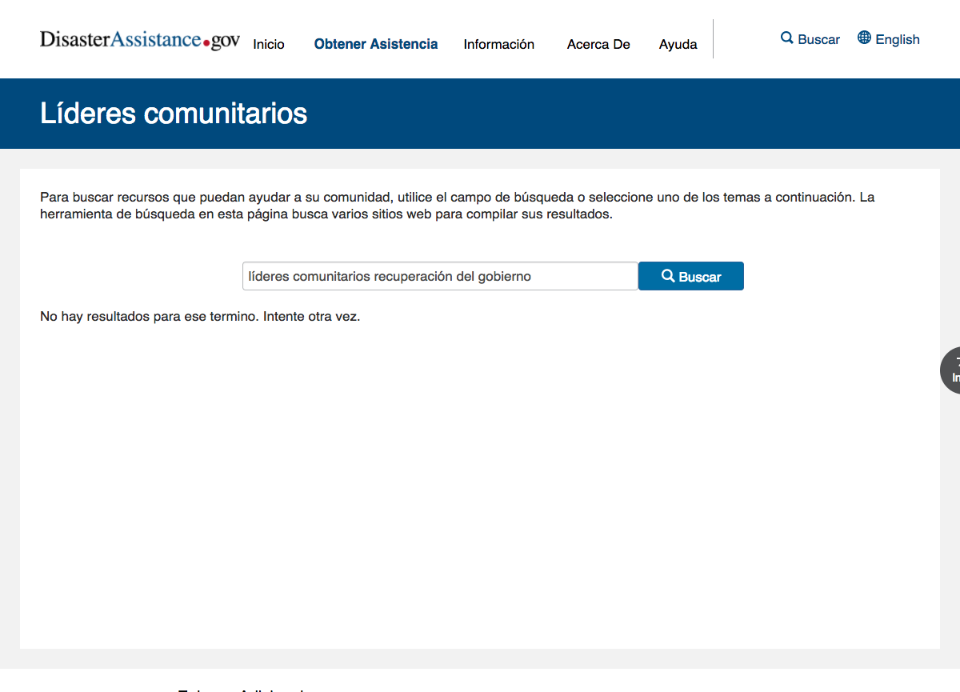 DisasterAssistance.gov
Inicio Obtener Asistencia Información Acerca De Ayuda Buscar English
Líderes comunitarios
Para buscar recursos que puedan ayudar a su comunidad, utilice el campo de búsqueda o seleccione uno de los temas a continuación. La
herramienta de búsqueda en esta página busca varios sitios web para compilar sus resultados.
líderes comunitarios recuperación del gobierno Buscar
No hay resultados para ese termino. Intente otra vez.